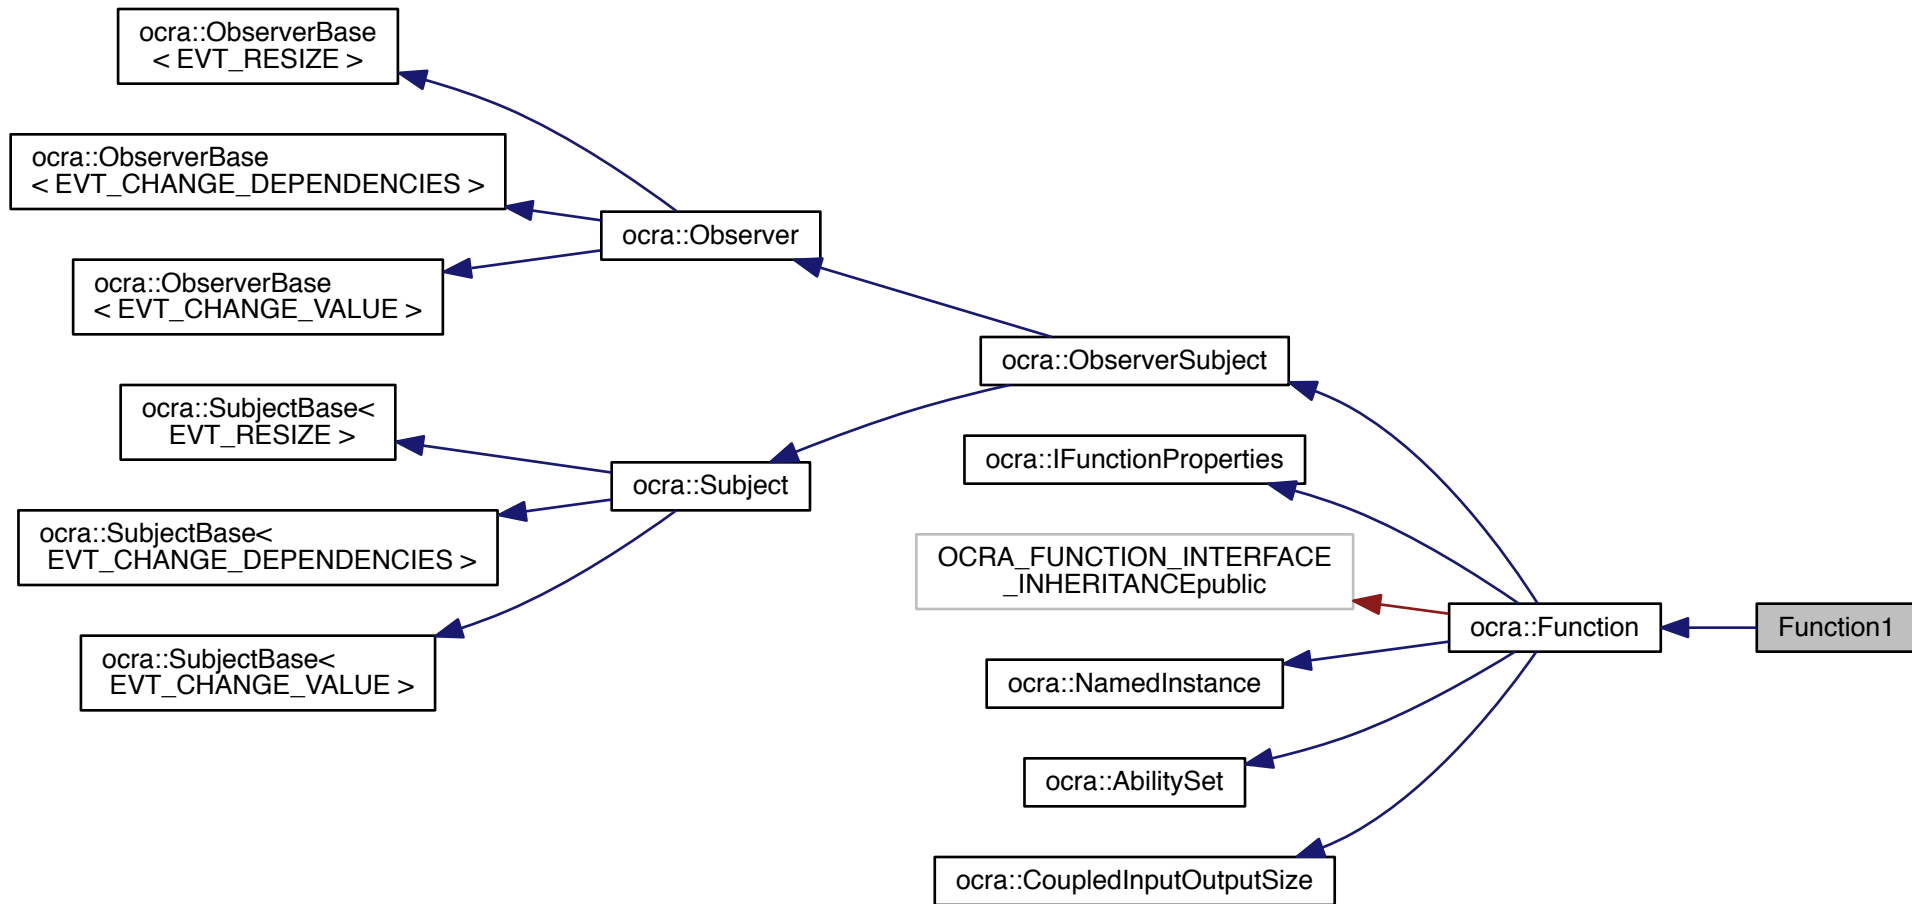 ocra::ObserverBase
< EVT_RESIZE >
ocra::ObserverBase
< EVT_CHANGE_DEPENDENCIES >
ocra::Observer
ocra::ObserverBase
< EVT_CHANGE_VALUE >
ocra::ObserverSubject
ocra::SubjectBase<
EVT_RESIZE >
ocra::IFunctionProperties
ocra::Subject
ocra::SubjectBase<
EVT_CHANGE_DEPENDENCIES >
OCRA_FUNCTION_INTERFACE
_INHERITANCEpublic
ocra::Function
Function1
ocra::SubjectBase<
EVT_CHANGE_VALUE >
ocra::NamedInstance
ocra::AbilitySet
ocra::CoupledInputOutputSize